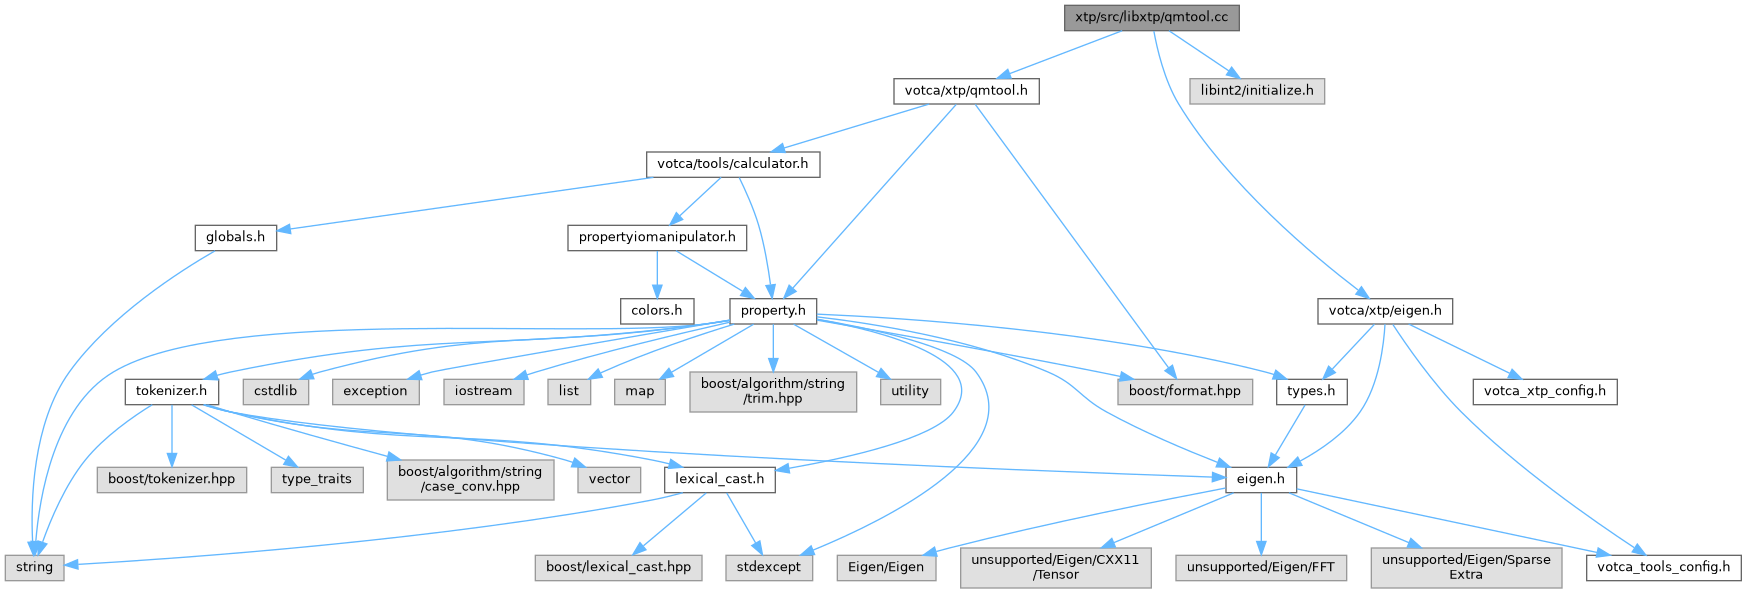 xtp/src/libxtp/qmtool.cc
votca/xtp/qmtool.h
libint2/initialize.h
votca/tools/calculator.h
globals.h
propertyiomanipulator.h
colors.h
property.h
votca/xtp/eigen.h
tokenizer.h
cstdlib
exception
iostream
list
map
boost/algorithm/string
/trim.hpp
utility
boost/format.hpp
types.h
votca_xtp_config.h
boost/tokenizer.hpp
type_traits
boost/algorithm/string
/case_conv.hpp
vector
lexical_cast.h
eigen.h
string
boost/lexical_cast.hpp
stdexcept
Eigen/Eigen
unsupported/Eigen/CXX11
/Tensor
unsupported/Eigen/FFT
unsupported/Eigen/Sparse
Extra
votca_tools_config.h